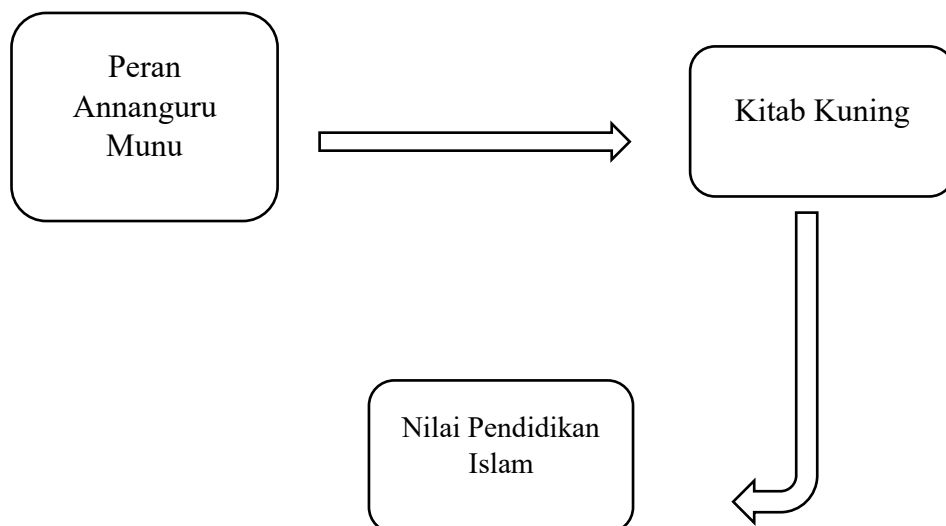 Peran
Annanguru
Munu
Kitab Kuning
Nilai Pendidikan
Islam